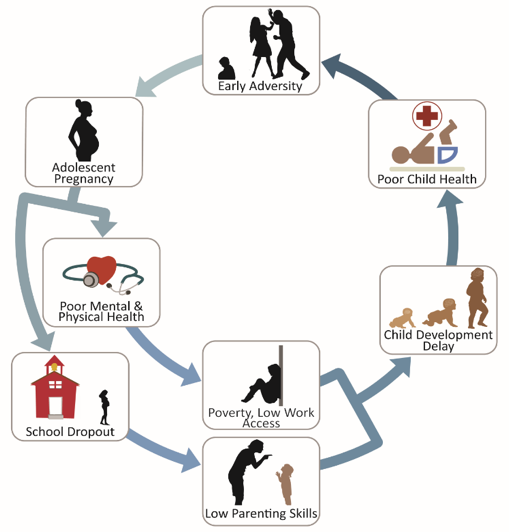 Early Adversity
Adolescent
Pregnancy
Poor Child Health
Poor Mental &
Physical Health
Child Development
Delay
School Dropout
Poverty, Low Work
Access
Low Parenting Skills